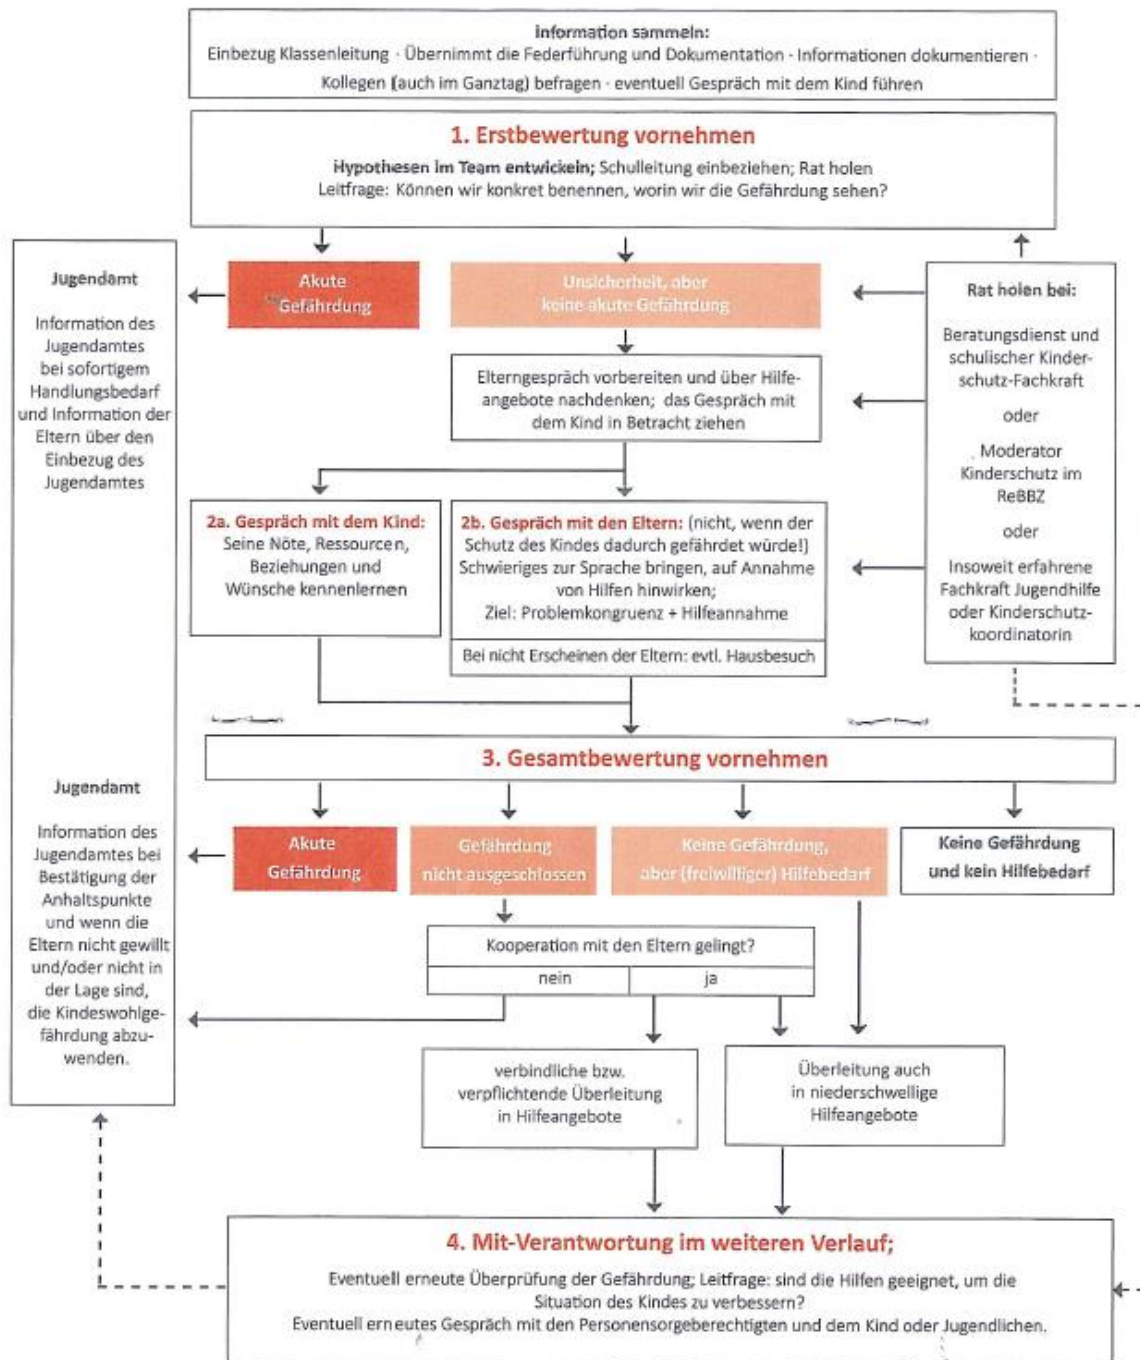 Information sammeln:
Einbezug Klassenleitung · Übernimmt die Federführung und Dokumentation · Informationen dokumentieren ·
Kollegen (auch im Ganztag) befragen · eventuell Gespräch mit dem Kind führen
1. Erstbewertung vornehmen
Hypothesen im Team entwickeln; Schulleitung einbeziehen; Rat holen
Leitfrage: Können wir konkret benennen, worin wir die Gefährdung sehen?
Jugendamt
Information des
Jugendamtes
bei sofortigem
Handlungsbedarf
und Information der
Eltern über den
Einbezug des
Jugendamtes
Akute
Gefährdung
Unsicherheit, aber
keine akute Gefährdung
Rat holen bei:
Beratungsdienst und
schulischer Kinder-
schutz-Fachkraft
oder
Moderator
Kinderschutz im
ReBBZ
oder
Insoweit erfahrene
Fachkraft Jugendhilfe
oder Kinderschutz-
koordinatorin
Elterngespräch vorbereiten und über Hilfe-
angebote nachdenken; das Gespräch mit
dem Kind in Betracht ziehen
2a. Gespräch mit dem Kind:
Seine Nöte, Ressourcen,
Beziehungen und
Wünsche kennenlernen
2b. Gespräch mit den Eltern: (nicht, wenn der
Schutz des Kindes dadurch gefährdet würde!)
Schwieriges zur Sprache bringen, auf Annahme
von Hilfen hinwirken;
Ziel: Problemkongruenz + Hilfeannahme
Bei nicht Erscheinen der Eltern: evtl. Hausbesuch
3. Gesamtbewertung vornehmen
Jugendamt
Information des
Jugendamtes bei
Bestätigung der
Anhaltspunkte
und wenn die
Eltern nicht gewillt
und/oder nicht in
der Lage sind,
die Kindeswohlge-
fährdung abzu-
wenden.
Akute
Gefährdung
Gefährdung
nicht ausgeschlossen
Keine Gefährdung,
aber (freiwilliger) Hilfebedarf
Keine Gefährdung
und kein Hilfebedarf
Kooperation mit den Eltern gelingt?
nein
ja
verbindliche bzw.
verpflichtende Überleitung
in Hilfeangebote
Überleitung auch
in niederschwellige
Hilfeangebote
4. Mit-Verantwortung im weiteren Verlauf;
Eventuell erneute Überprüfung der Gefährdung; Leitfrage: sind die Hilfen geeignet, um die
Situation des Kindes zu verbessern?
Eventuell erneutes Gespräch mit den Personensorgeberechtigten und dem Kind oder Jugendlichen.